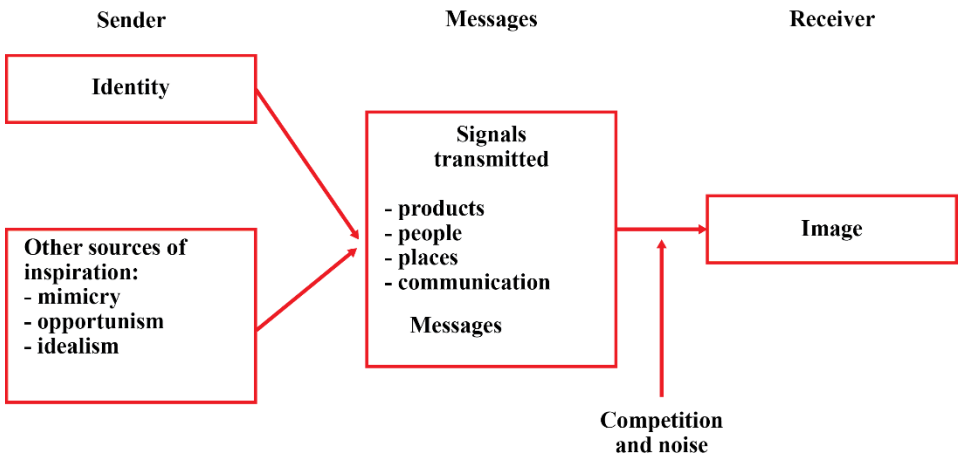 Sender
Messages
Receiver
Identity
Other sources of
inspiration:
- mimicry
- opportunism
- idealism
Signals
transmitted
- products
- people
- places
- communication
Messages
Image
Competition
and noise